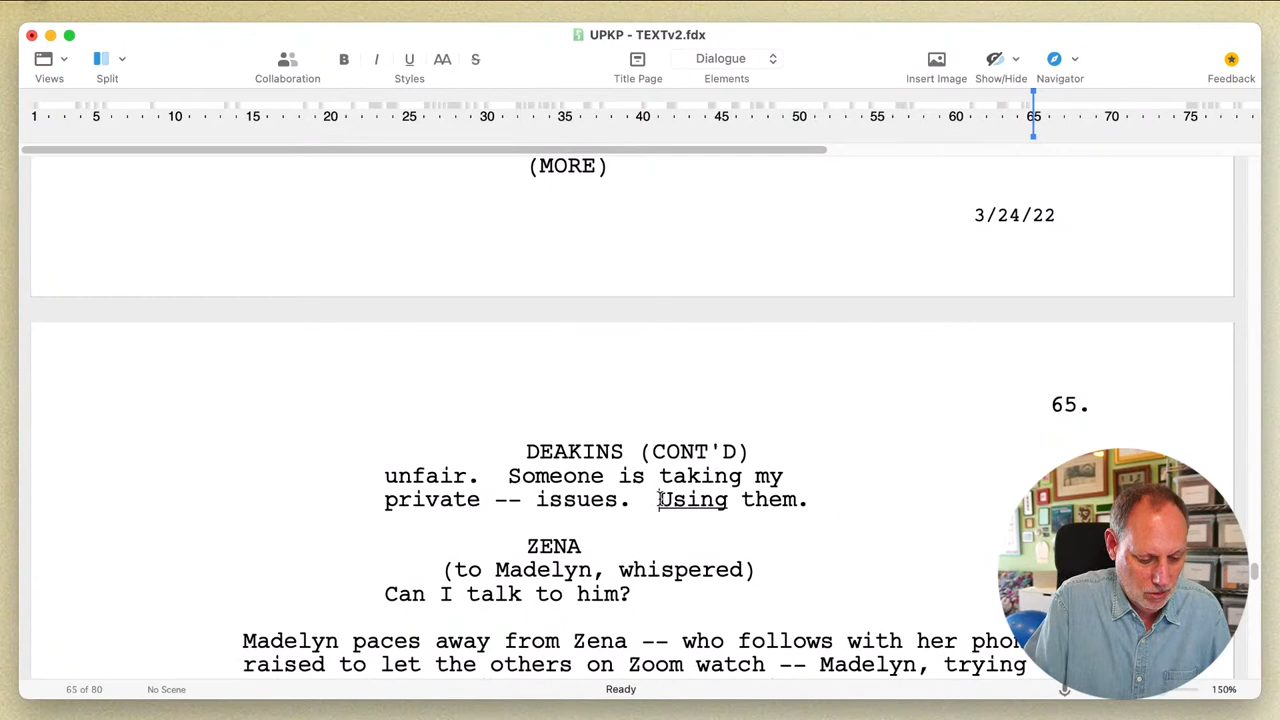 UPKP - TEXTv2.fdx
Views
Split
Collaboration
B I U AA S
Styles
Title Page
Dialogue
Elements
Insert Image
Show/Hide
Navigator
Feedback
1 5 10 15 20 25 30 35 40 45 50 55 60 65 70 75
(MORE)
3/24/22
65.
DEAKINS (CONT'D)
unfair. Someone is taking my
private -- issues. Using them.
ZENA
(to Madelyn, whispered)
Can I talk to him?
Madelyn paces away from Zena -- who follows with her pho
raised to let the others on Zoom watch -- Madelyn, trying
65 of 80
No Scene
Ready
150%